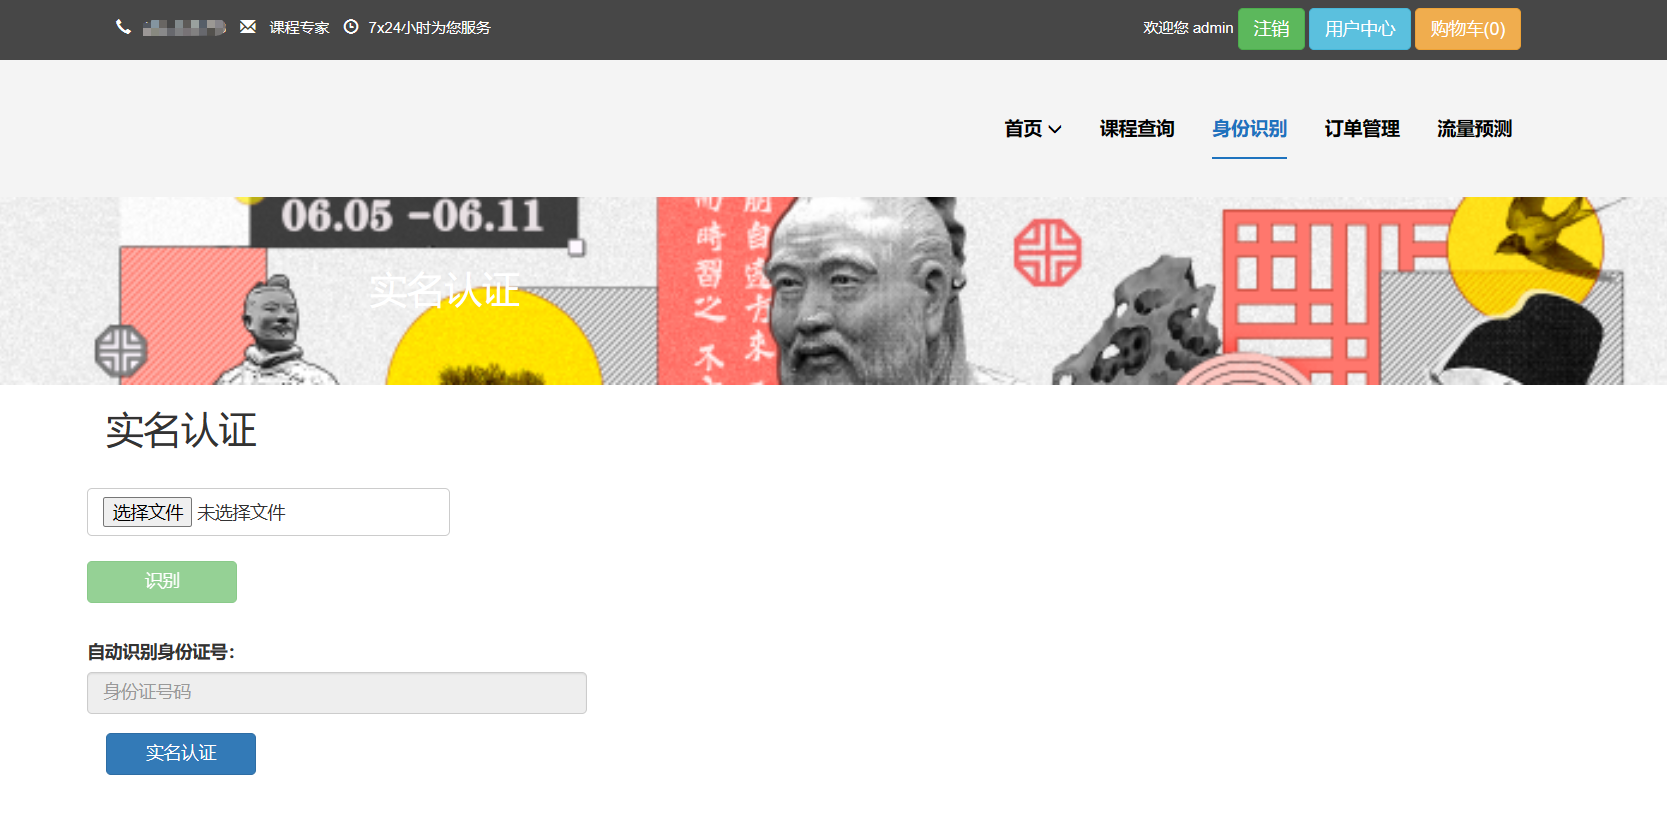 课程专家 7x24小时为您服务 欢迎您 admin 注销 用户中心 购物车(0)
首页 课程查询 身份识别 订单管理 流量预测
06.05 -06.11
而時習之 不
朋自遠方來
实名认证
实名认证
选择文件 未选择文件
识别
自动识别身份证号：
身份证号码
实名认证